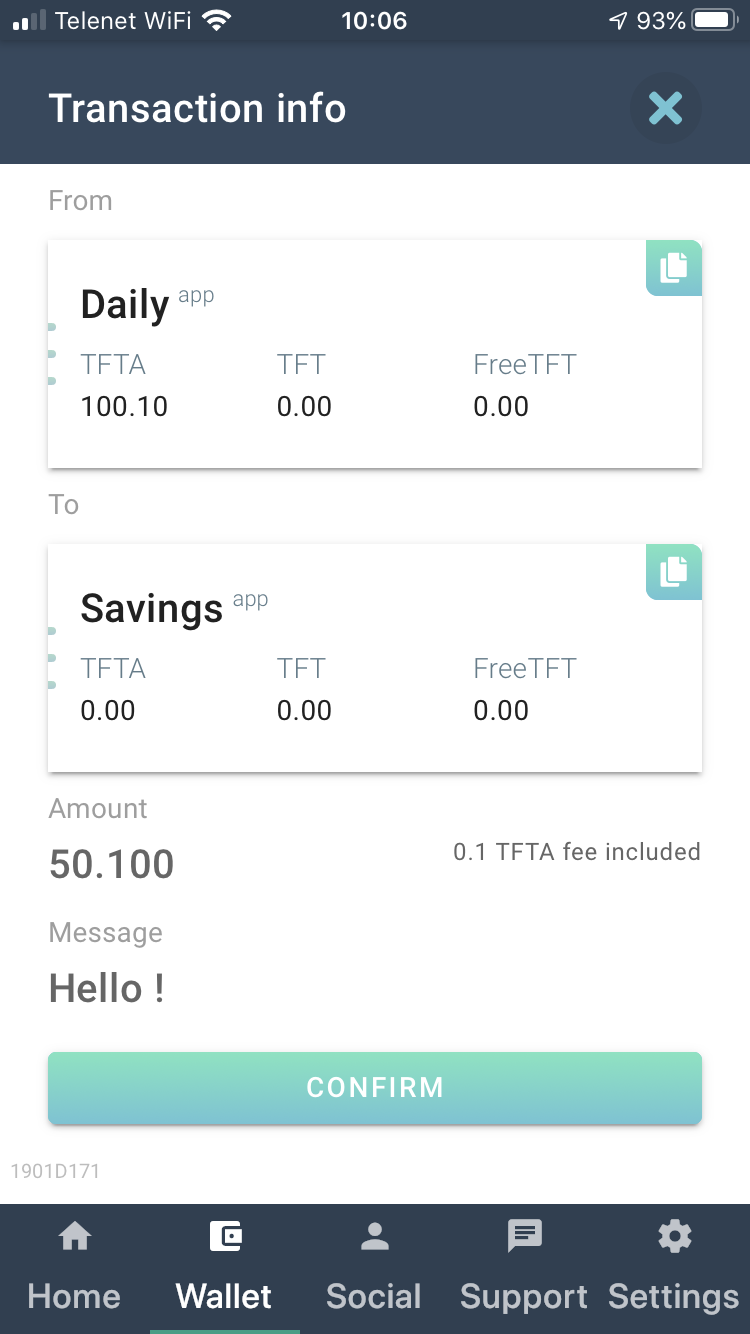 Telenet WiFi 10:06 93%
Transaction info
From
Daily app
TFTA TFT FreeTFT
100.10 0.00 0.00
To
Savings app
TFTA TFT FreeTFT
0.00 0.00 0.00
Amount
50.100 0.1 TFTA fee included
Message
Hello !
CONFIRM
1901D171
Home Wallet Social Support Settings